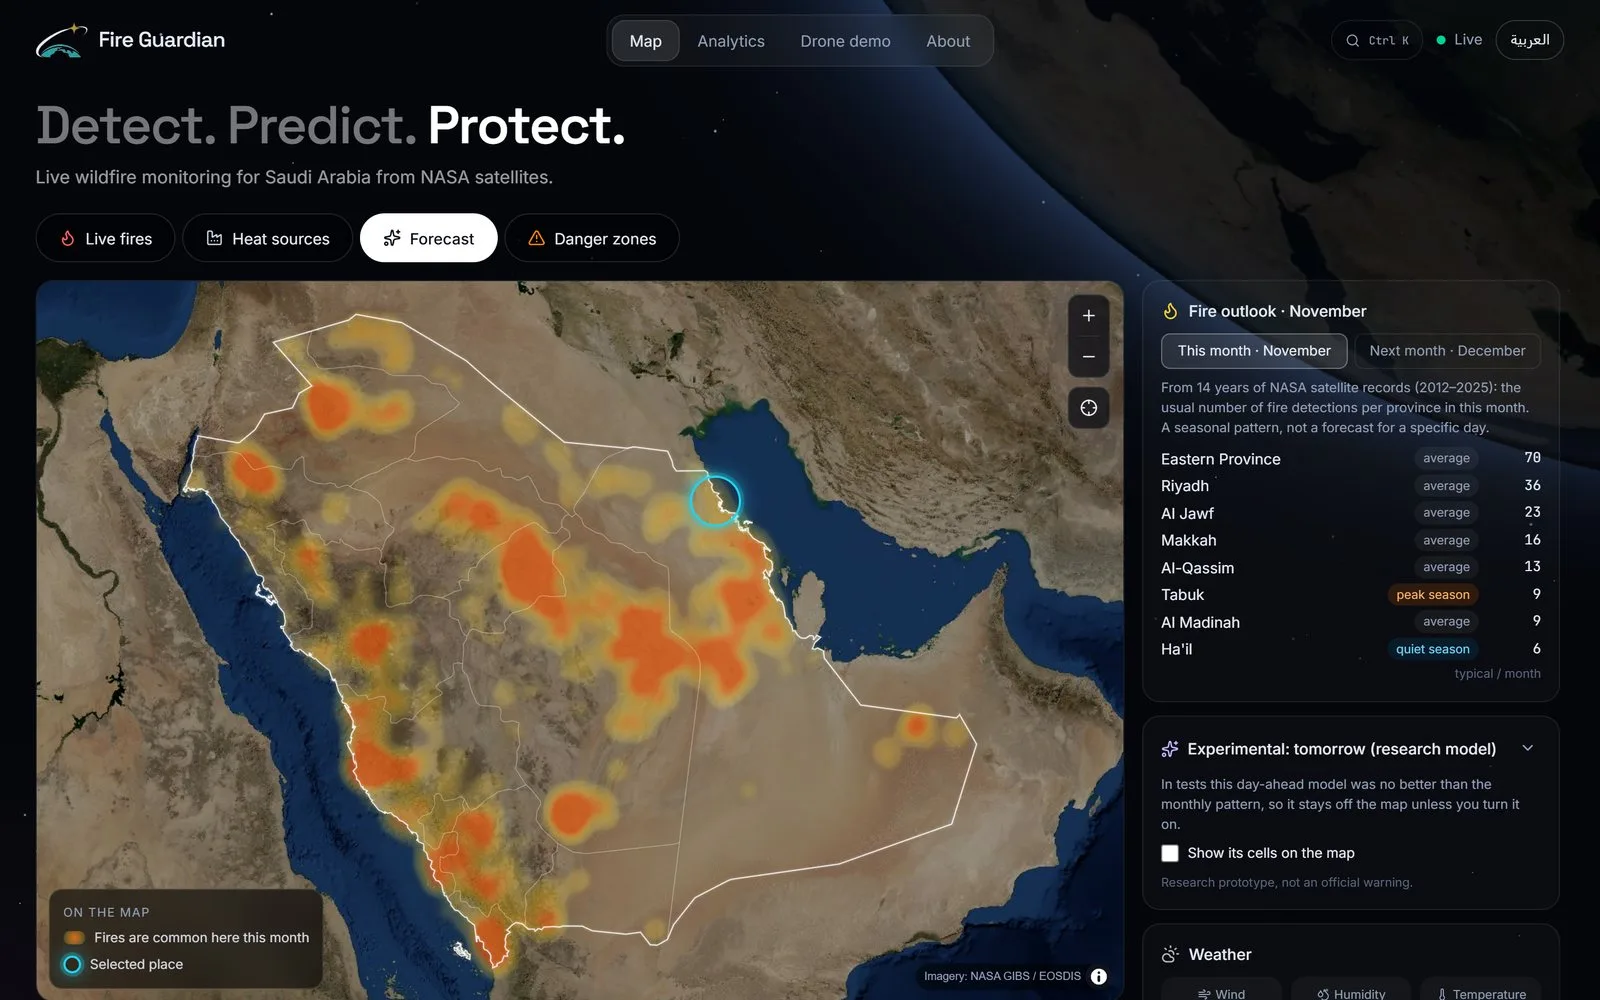 Fire Guardian
Map
Analytics
Drone demo
About
Ctrl K
Live
العربية
Detect. Predict. Protect.
Live wildfire monitoring for Saudi Arabia from NASA satellites.
Live fires
Heat sources
Forecast
Danger zones
+
−
ON THE MAP
Fires are common here this month
Selected place
Imagery: NASA GIBS / EOSDIS
Fire outlook · November
This month · November
Next month · December
From 14 years of NASA satellite records (2012–2025): the
usual number of fire detections per province in this month.
A seasonal pattern, not a forecast for a specific day.
Eastern Province average 70
Riyadh average 36
Al Jawf average 23
Makkah average 16
Al-Qassim average 13
Tabuk peak season 9
Al Madinah average 9
Ha'il quiet season 6
typical / month
Experimental: tomorrow (research model)
In tests this day-ahead model was no better than the
monthly pattern, so it stays off the map unless you turn it
on.
Show its cells on the map
Research prototype, not an official warning.
Weather
Wind
Humidity
Temperature